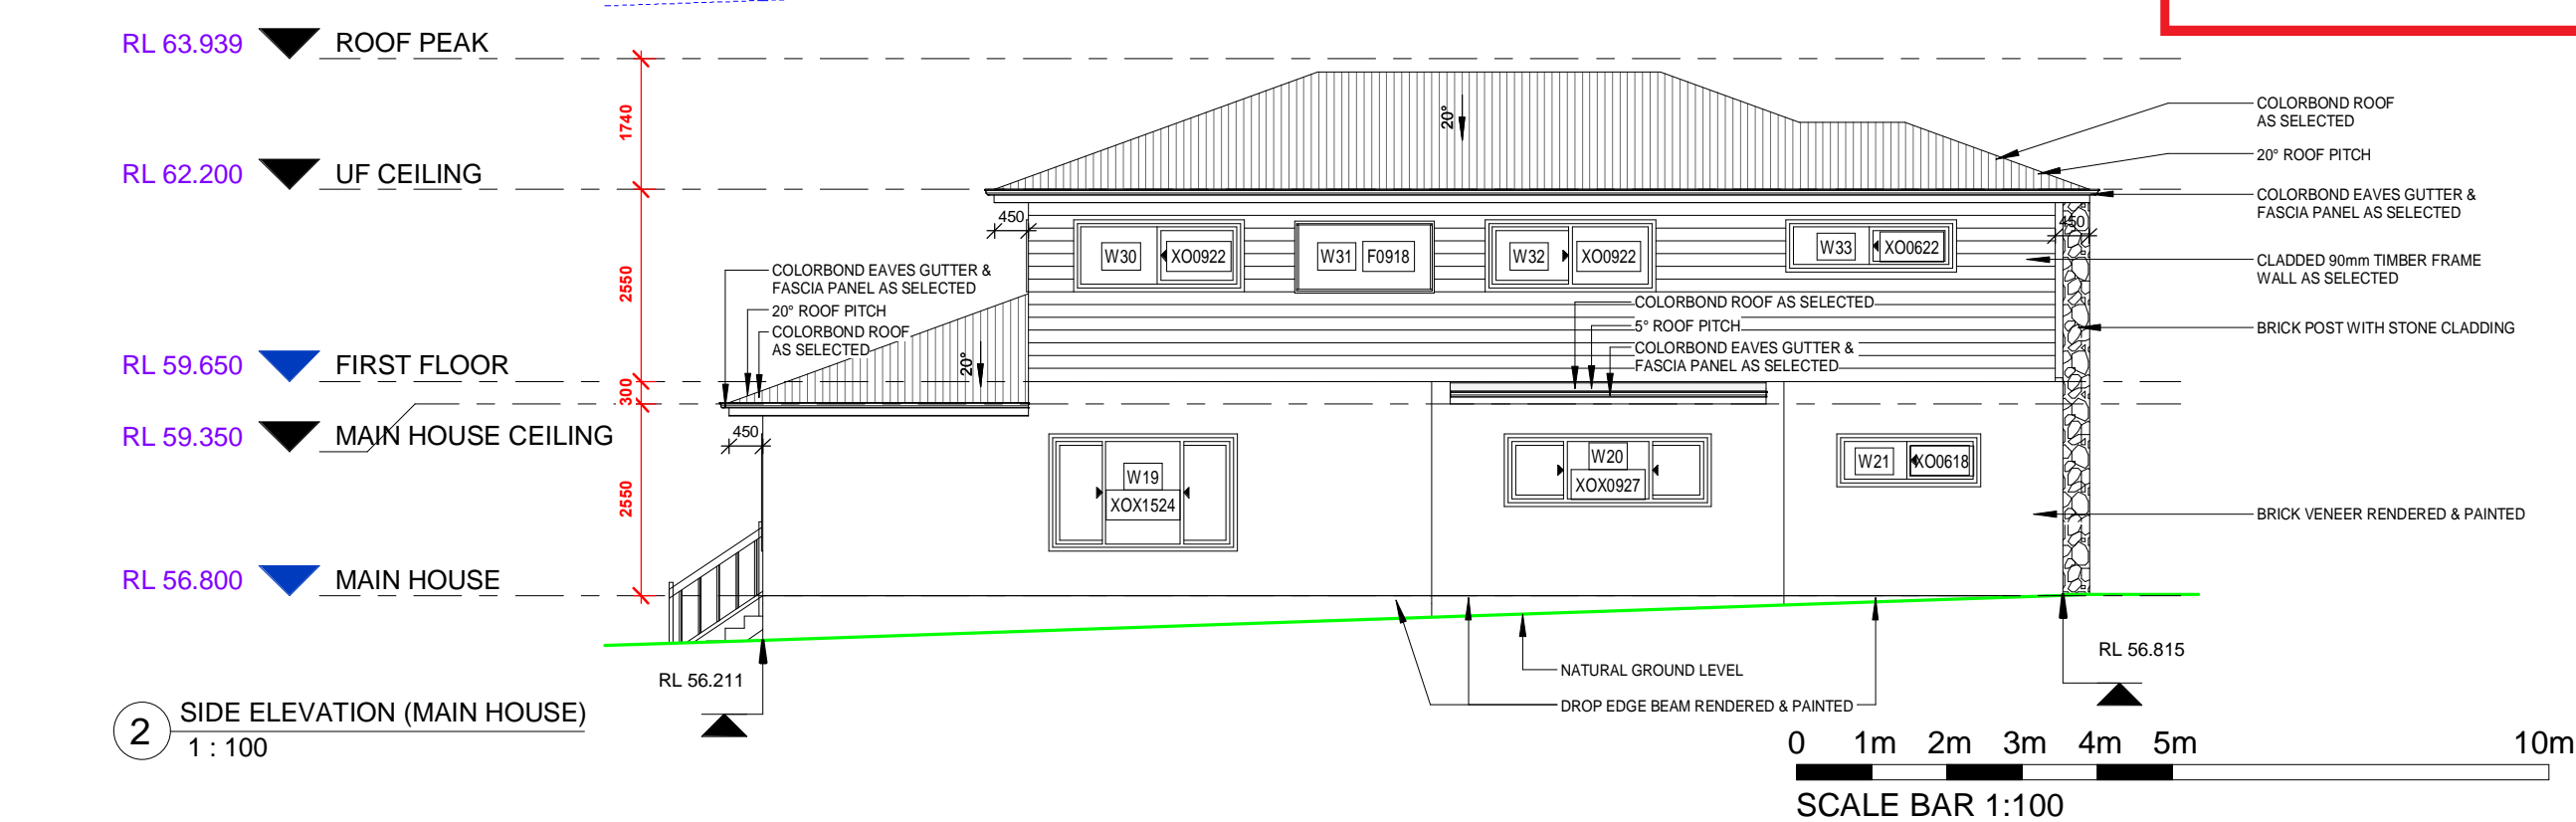 RL 63.939 ROOF PEAK
1740
20°
COLORBOND ROOF
AS SELECTED
20° ROOF PITCH
RL 62.200 UF CEILING
COLORBOND EAVES GUTTER &
FASCIA PANEL AS SELECTED
450
450
W30 XO0922
W31 F0918
W32 XO0922
W33 XO0622
CLADDED 90mm TIMBER FRAME
WALL AS SELECTED
2550
COLORBOND EAVES GUTTER &
FASCIA PANEL AS SELECTED
20° ROOF PITCH
COLORBOND ROOF
AS SELECTED
20°
COLORBOND ROOF AS SELECTED
5° ROOF PITCH
COLORBOND EAVES GUTTER &
FASCIA PANEL AS SELECTED
BRICK POST WITH STONE CLADDING
RL 59.650 FIRST FLOOR
300
RL 59.350 MAIN HOUSE CEILING
450
2550
W19
XOX1524
W20
XOX0927
W21 XO0618
BRICK VENEER RENDERED & PAINTED
RL 56.800 MAIN HOUSE
RL 56.211
NATURAL GROUND LEVEL
RL 56.815
DROP EDGE BEAM RENDERED & PAINTED
2 SIDE ELEVATION (MAIN HOUSE)
1 : 100
0 1m 2m 3m 4m 5m 10m
SCALE BAR 1:100